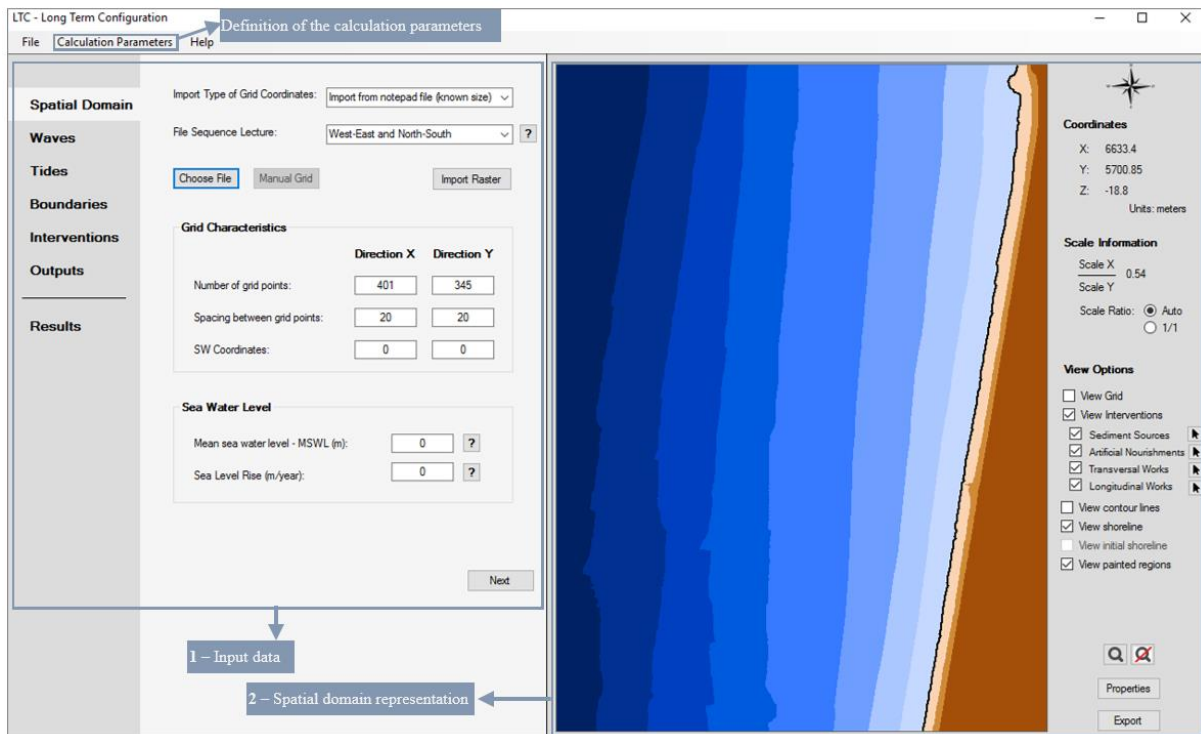 LTC - Long Term Configuration
Definition of the calculation parameters
File Calculation Parameters Help
Spatial Domain
Waves
Tides
Boundaries
Interventions
Outputs
Results
Import Type of Grid Coordinates: Import from notepad file (known size)
File Sequence Lecture: West-East and North-South ?
Choose File Manual Grid Import Raster
Grid Characteristics
Direction X Direction Y
Number of grid points: 401 345
Spacing between grid points: 20 20
SW Coordinates: 0 0
Sea Water Level
Mean sea water level - MSWL (m): 0 ?
Sea Level Rise (m/year): 0 ?
Next
1 – Input data
2 – Spatial domain representation
Coordinates
X: 6633.4
Y: 5700.85
Z: -18.8
Units: meters
Scale Information
Scale X
Scale Y
0.54
Scale Ratio: Auto
1/1
View Options
View Grid
View Interventions
Sediment Sources
Artificial Nourishments
Transversal Works
Longitudinal Works
View contour lines
View shoreline
View initial shoreline
View painted regions
Properties
Export